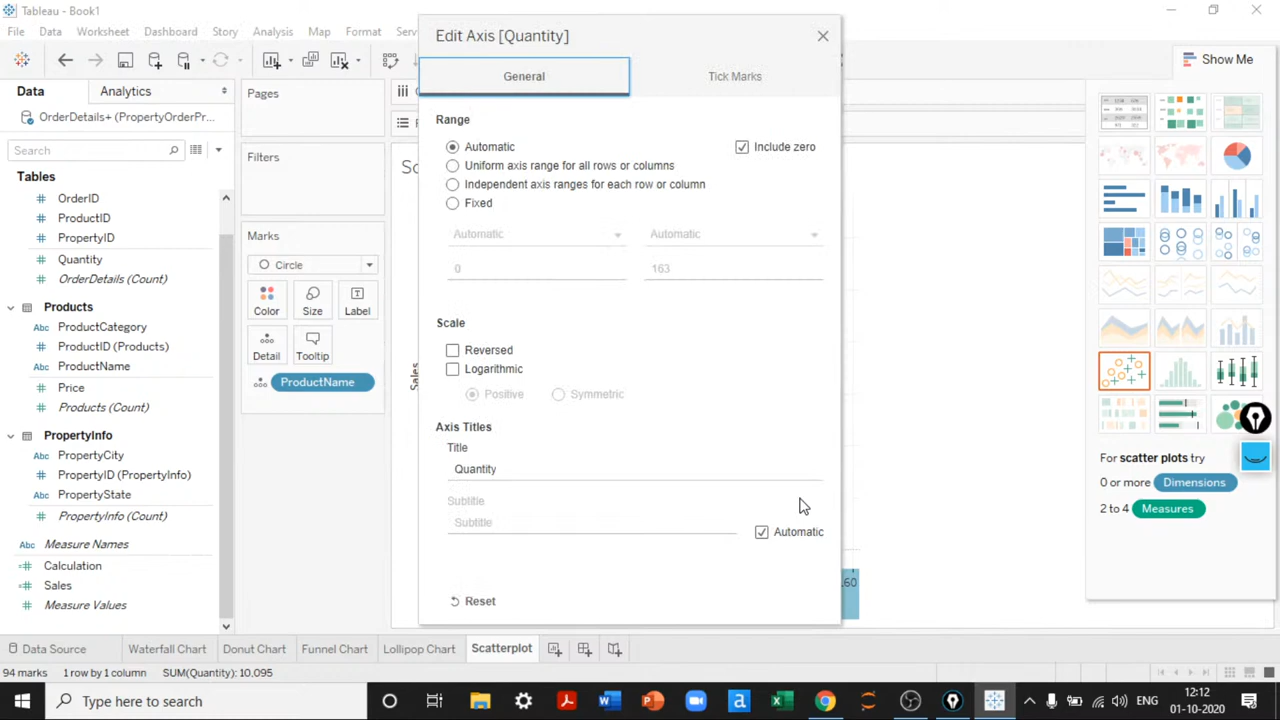 Tableau - Book1
File Data Worksheet Dashboard Story Analysis Map Format
Show Me
Data Analytics
OrderDetails+ (PropertyOrderPr...
Search
Tables
OrderID
ProductID
PropertyID
Quantity
OrderDetails (Count)
Products
Abc ProductCategory
ProductID (Products)
Abc ProductName
Price
Products (Count)
PropertyInfo
Abc PropertyCity
PropertyID (PropertyInfo)
Abc PropertyState
PropertyInfo (Count)
Abc Measure Names
Calculation
Sales
Measure Values
Pages
Filters
Marks
Circle
Color Size Label
Detail Tooltip
ProductName
Sales
Edit Axis [Quantity]
General Tick Marks
Range
Automatic Include zero
Uniform axis range for all rows or columns
Independent axis ranges for each row or column
Fixed
Automatic Automatic
0 163
Scale
Reversed
Logarithmic
Positive Symmetric
Axis Titles
Title
Quantity
Subtitle
Subtitle
Automatic
Reset
For scatter plots try
0 or more Dimensions
2 to 4 Measures
Data Source Waterfall Chart Donut Chart Funnel Chart Lollipop Chart Scatterplot
94 marks 1 row by 1 column SUM(Quantity): 10,095
Type here to search
ENG
12:12
01-10-2020